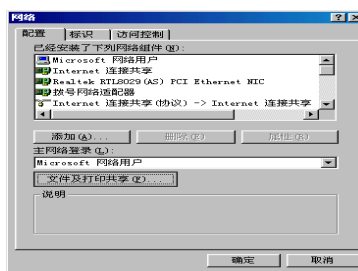 网络
配置 标识 访问控制
已经安装了下列网络组件(N):
Microsoft 网络用户
Internet 连接共享
Realtek RTL8029(AS) PCI Ethernet NIC
拨号网络适配器
Internet 连接共享(协议) -> Internet 连接共享
添加(A)... 删除(R) 属性(R)
主网络登录(L):
Microsoft 网络用户
文件及打印共享(F)...
说明
确定 取消